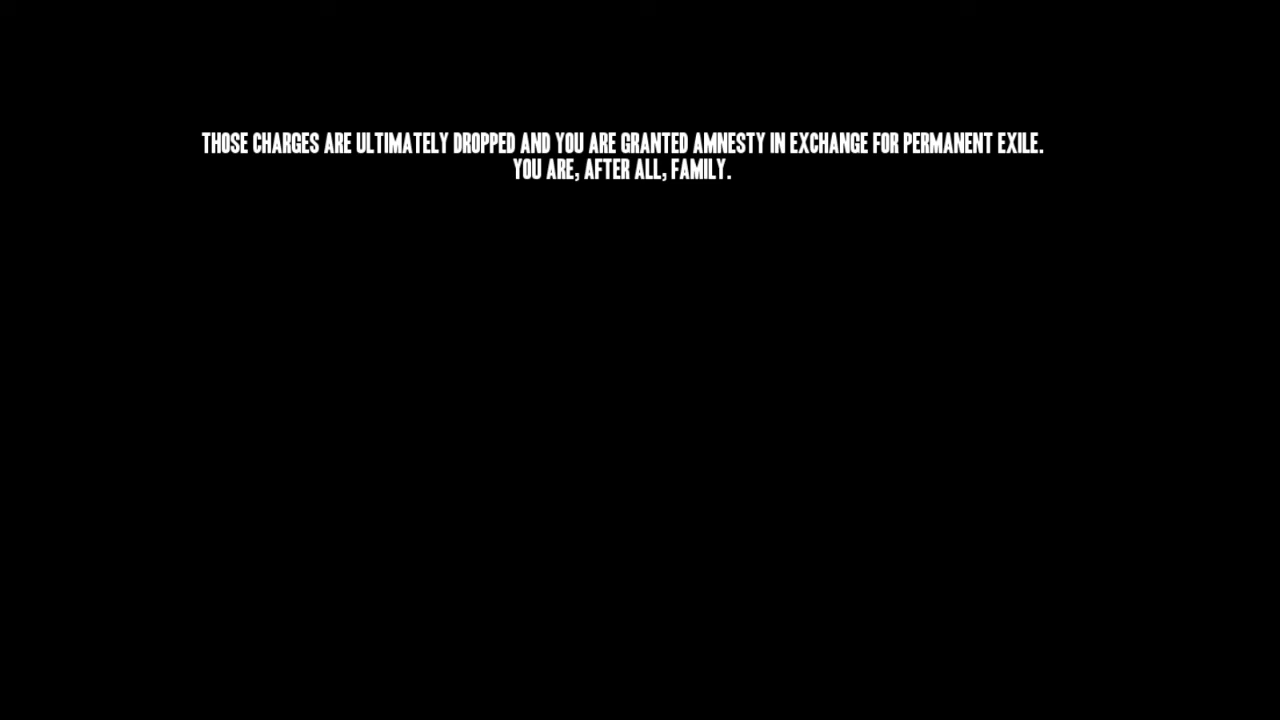 THOSE CHARGES ARE ULTIMATELY DROPPED AND YOU ARE GRANTED AMNESTY IN EXCHANGE FOR PERMANENT EXILE.
YOU ARE, AFTER ALL, FAMILY.